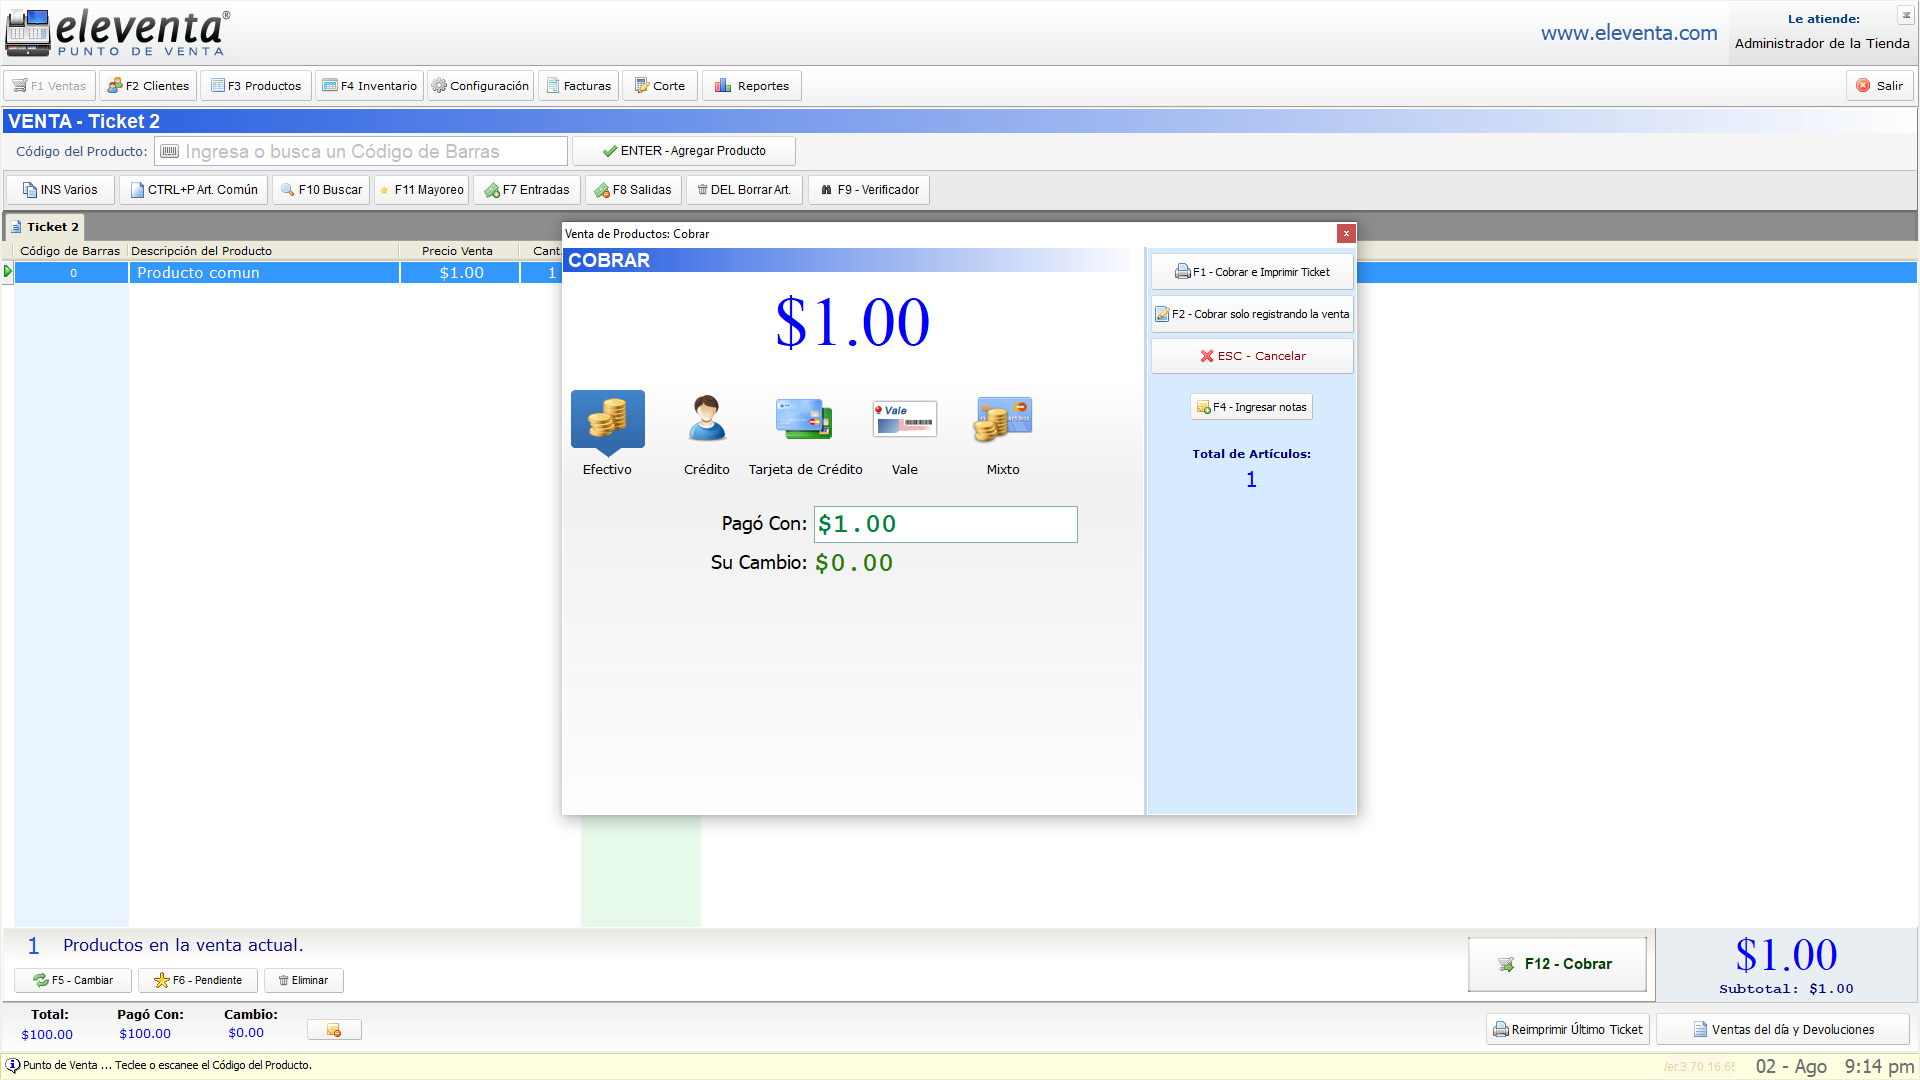 eleventa®
PUNTO DE VENTA
www.eleventa.com
Le atiende:
Administrador de la Tienda
F1 Ventas
F2 Clientes
F3 Productos
F4 Inventario
Configuración
Facturas
Corte
Reportes
Salir
VENTA - Ticket 2
Código del Producto:
Ingresa o busca un Código de Barras
ENTER - Agregar Producto
INS Varios
CTRL+P Art. Común
F10 Buscar
F11 Mayoreo
F7 Entradas
F8 Salidas
DEL Borrar Art.
F9 - Verificador
Ticket 2
Código de Barras
Descripción del Producto
Precio Venta
Cant.
0
Producto comun
$1.00
1
Venta de Productos: Cobrar
COBRAR
$1.00
Efectivo
Crédito
Tarjeta de Crédito
Vale
Vale
Mixto
Pagó Con:
$1.00
Su Cambio:
$0.00
F1 - Cobrar e Imprimir Ticket
F2 - Cobrar solo registrando la venta
ESC - Cancelar
F4 - Ingresar notas
Total de Artículos:
1
1 Productos en la venta actual.
F5 - Cambiar
F6 - Pendiente
Eliminar
F12 - Cobrar
$1.00
Subtotal: $1.00
Total:
$100.00
Pagó Con:
$100.00
Cambio:
$0.00
Reimprimir Último Ticket
Ventas del día y Devoluciones
Punto de Venta ... Teclee o escanee el Código del Producto.
02 - Ago
9:14 pm